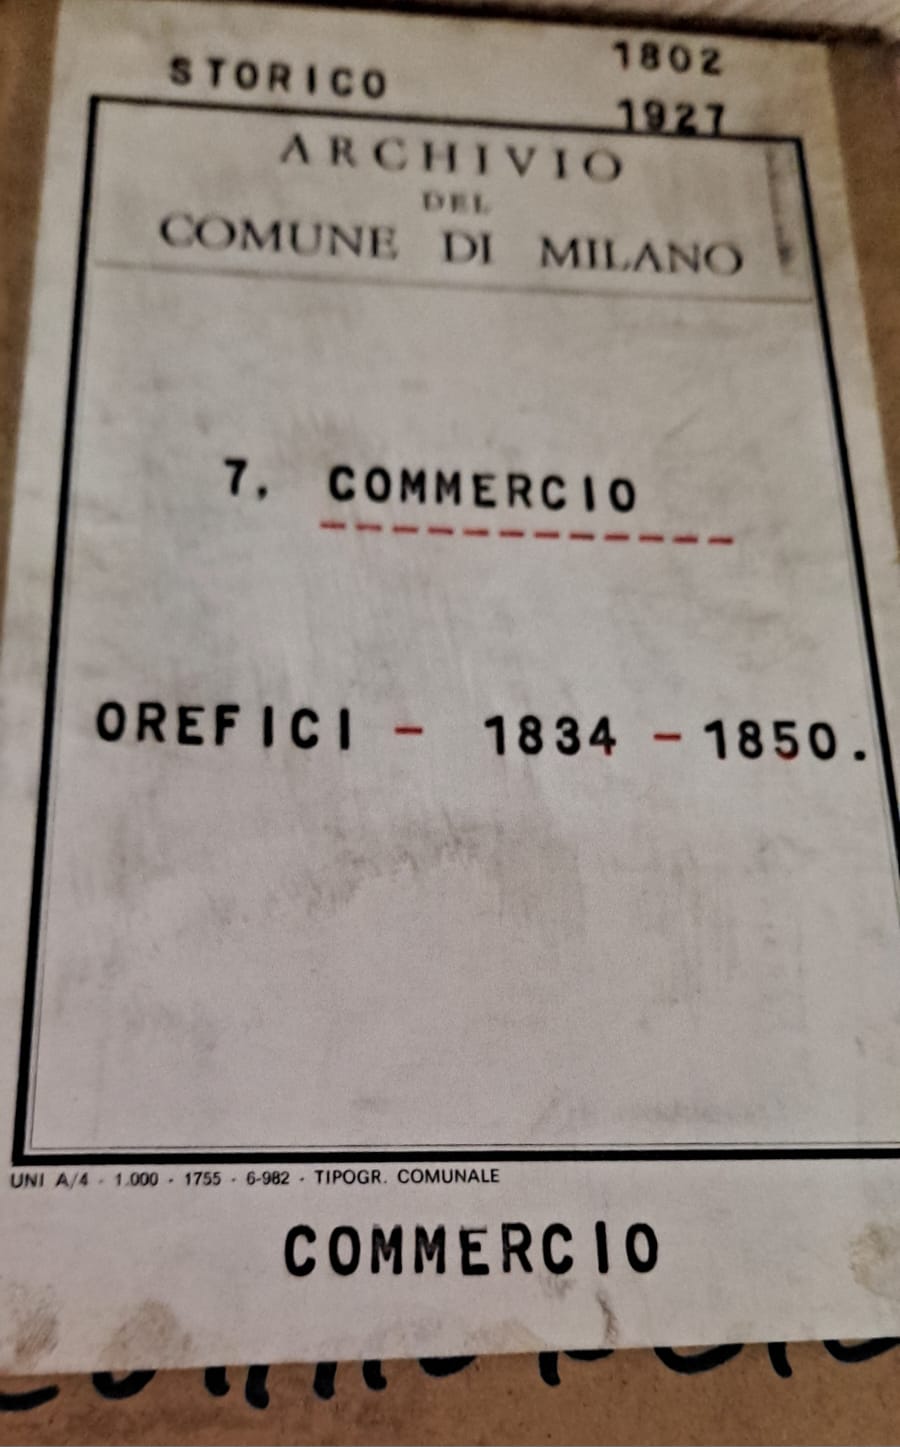 STORICO 1802
1927
ARCHIVIO
DEL
COMUNE DI MILANO
7. COMMERCIO
OREFICI - 1834 - 1850.
UNI A/4 - 1.000 - 1755 - 6-982 - TIPOGR. COMUNALE
COMMERCIO